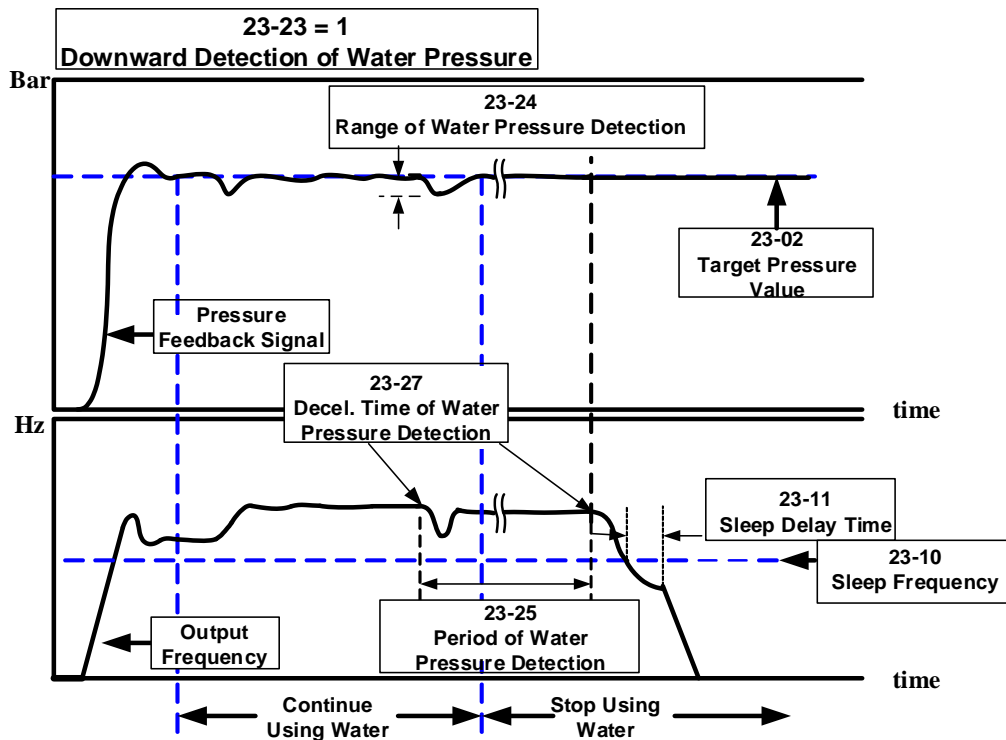 23-23 = 1
Downward Detection of Water Pressure
Bar
23-24
Range of Water Pressure Detection
23-02
Target Pressure
Value
Pressure
Feedback Signal
time
Hz
23-27
Decel. Time of Water
Pressure Detection
23-11
Sleep Delay Time
23-10
Sleep Frequency
23-25
Period of Water
Pressure Detection
Output
Frequency
time
Continue
Using Water
Stop Using
Water